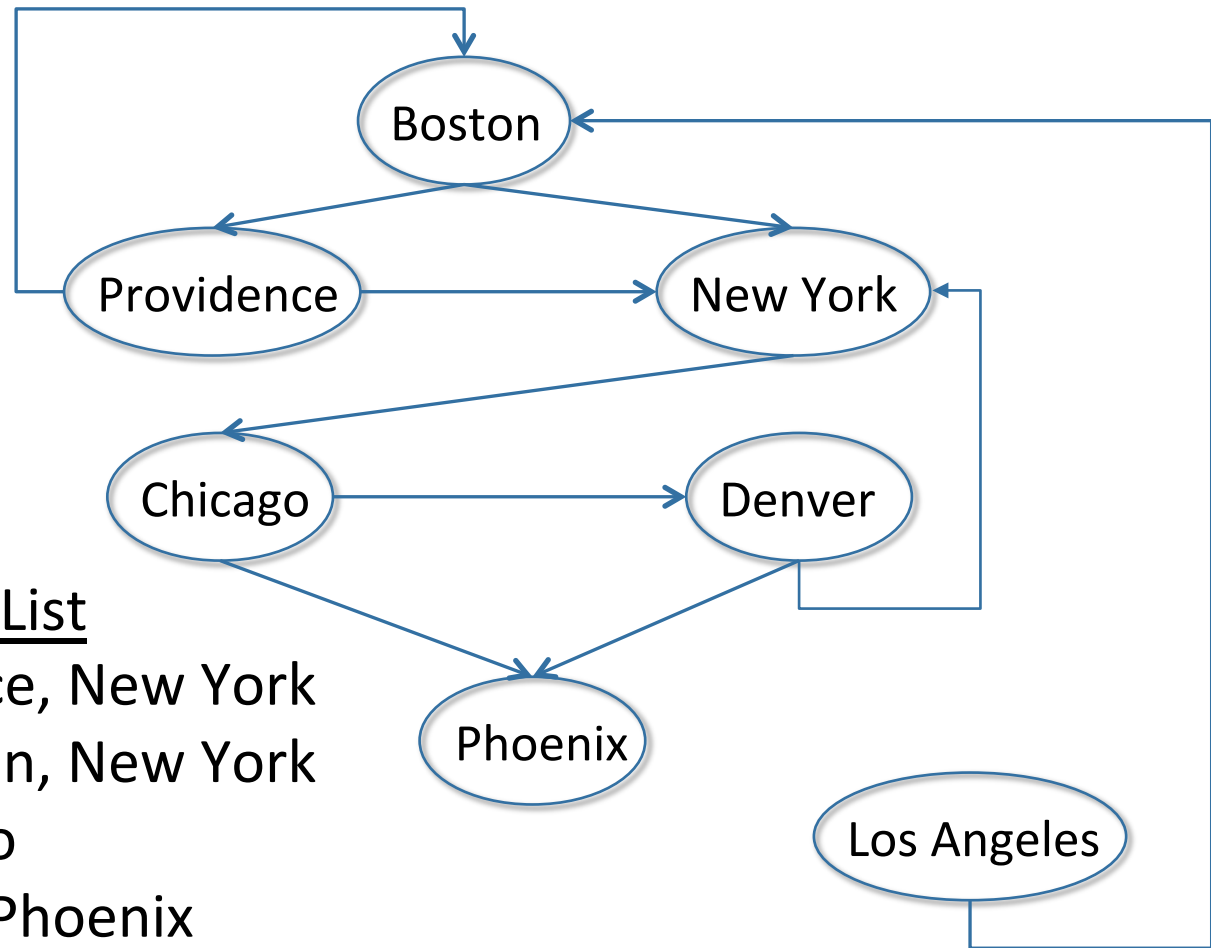 Boston
Providence
New York
Chicago
Denver
List
ce, New York
n, New York
Phoenix
o
Los Angeles
Phoenix